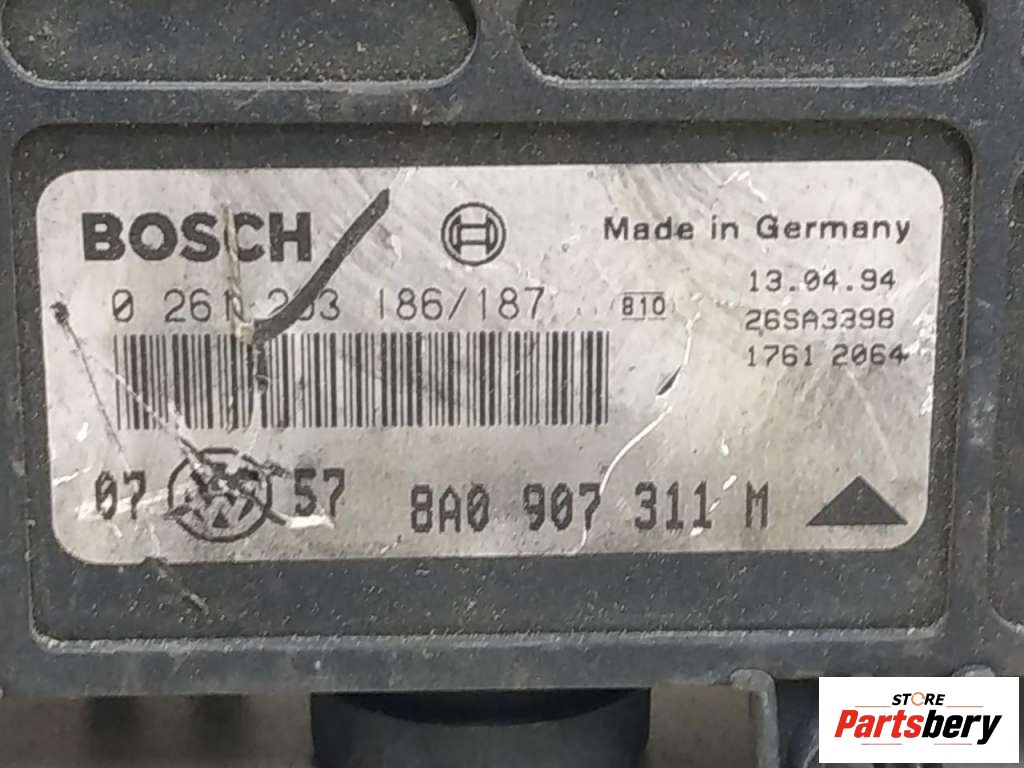 BOSCH
Made in Germany
0 261 203 186/187 810
13.04.94
26SA3398
1761 2064
07 57 8A0 907 311 M
STORE
Partsbery